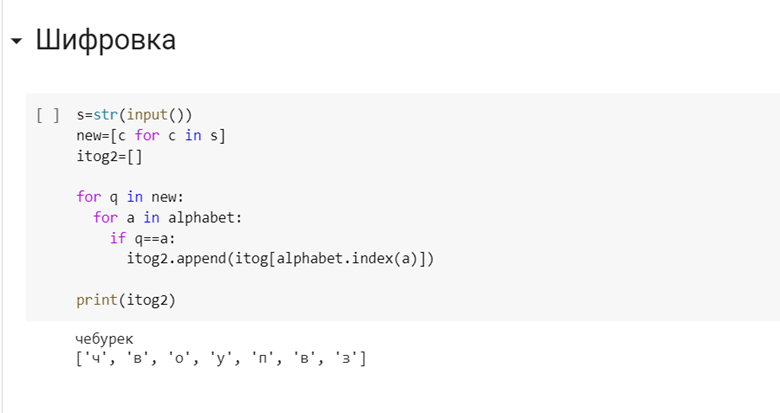 Шифровка
[ ] s=str(input())
new=[c for c in s]
itog2=[]
for q in new:
for a in alphabet:
if q==a:
itog2.append(itog[alphabet.index(a)])
print(itog2)
чебурек
['ч', 'в', 'о', 'у', 'п', 'в', 'з']